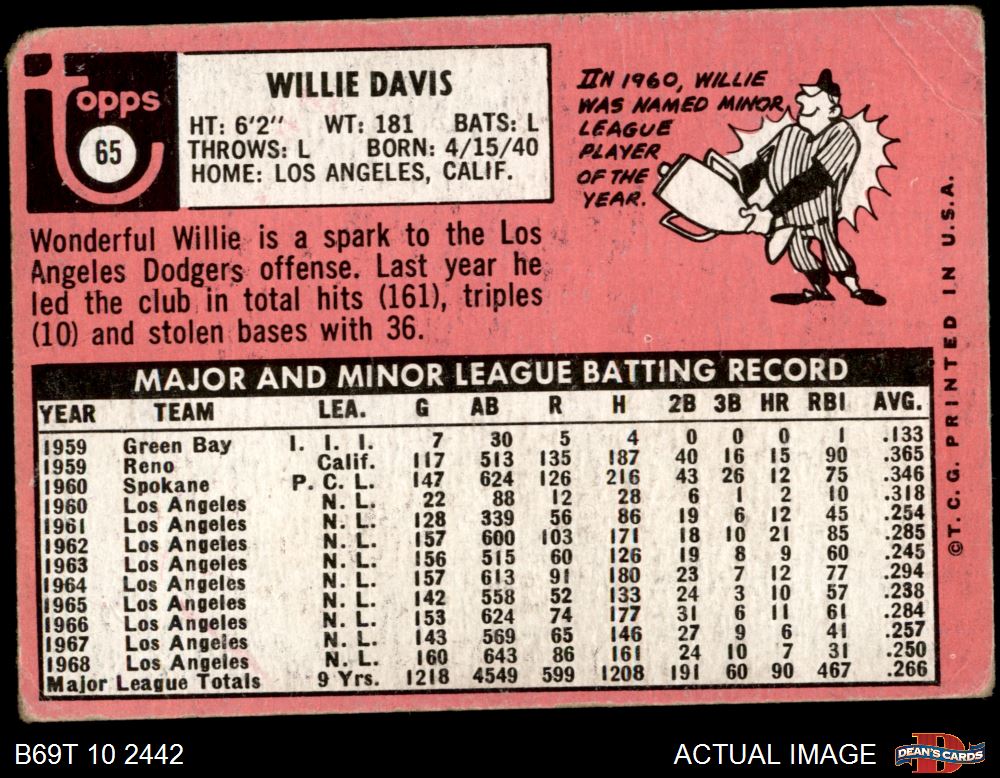 Topps
65
WILLIE DAVIS
HT: 6'2" WT: 181 BATS: L
THROWS: L BORN: 4/15/40
HOME: LOS ANGELES, CALIF.
IN 1960, WILLIE
WAS NAMED MINOR
LEAGUE
PLAYER
OF THE
YEAR.
Wonderful Willie is a spark to the Los
Angeles Dodgers offense. Last year he
led the club in total hits (161), triples
(10) and stolen bases with 36.
MAJOR AND MINOR LEAGUE BATTING RECORD
YEAR TEAM LEA. G AB R H 2B 3B HR RBI AVG.
1959 Green Bay I. I. I. 7 30 5 4 0 0 0 1 .133
1959 Reno Calif. 117 513 135 187 40 16 15 90 .365
1960 Spokane P. C. L. 147 624 126 216 43 26 12 75 .346
1960 Los Angeles N. L. 22 88 12 28 6 1 2 10 .318
1961 Los Angeles N. L. 128 339 56 86 19 6 12 45 .254
1962 Los Angeles N. L. 157 600 103 171 18 10 21 85 .285
1963 Los Angeles N. L. 156 515 60 126 19 8 9 60 .245
1964 Los Angeles N. L. 157 613 91 180 23 7 12 77 .294
1965 Los Angeles N. L. 142 558 52 133 24 3 10 57 .238
1966 Los Angeles N. L. 153 624 74 177 31 6 11 61 .284
1967 Los Angeles N. L. 143 569 65 146 27 9 6 41 .257
1968 Los Angeles N. L. 160 643 86 161 24 10 7 31 .250
Major League Totals 9 Yrs. 1218 4549 599 1208 191 60 90 467 .266
©T. C. G. PRINTED IN U.S.A.
B69T 10 2442
ACTUAL IMAGE
DEAN'S CARDS